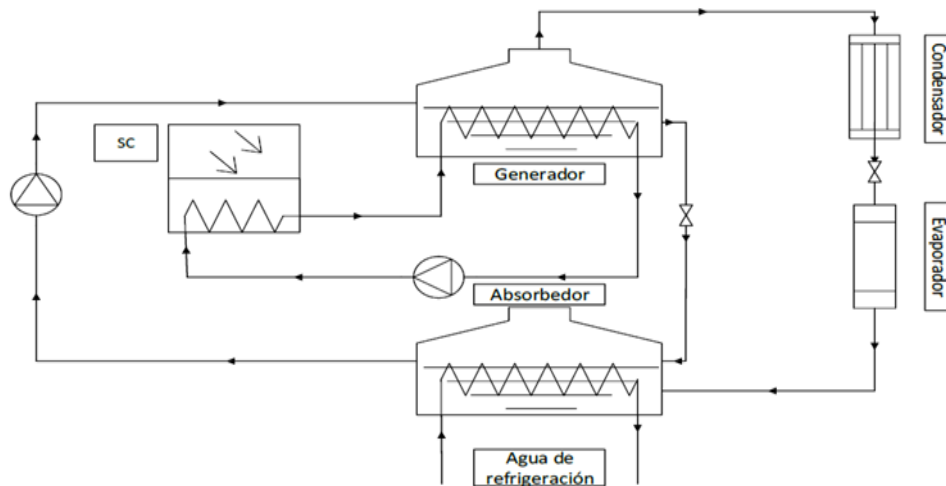 Condensador
SC
Generador
Evaporador
Absorbedor
Agua de
refrigeración